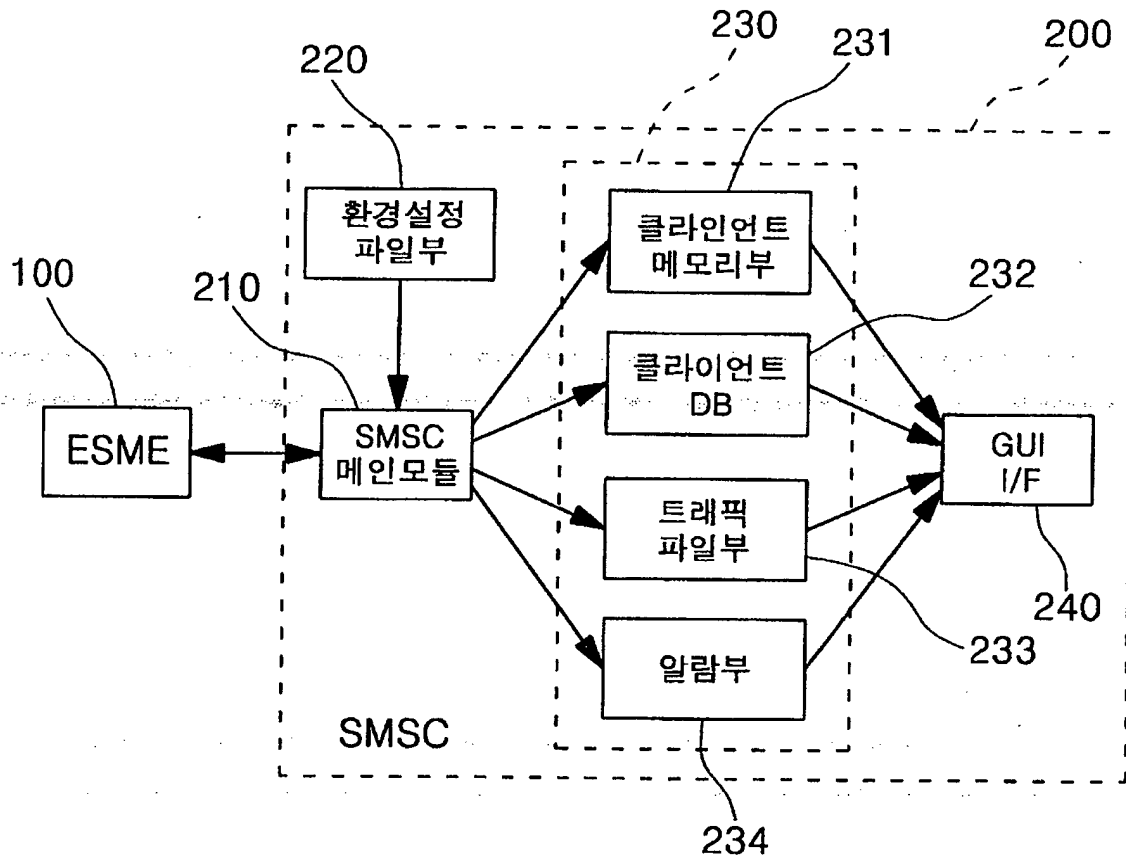 230
231
200
220
환경설정
파일부
클라인언트
메모리부
100
210
232
클라이언트
DB
ESME
SMSC
메인모듈
GUI
I/F
트래픽
파일부
240
233
알람부
SMSC
234